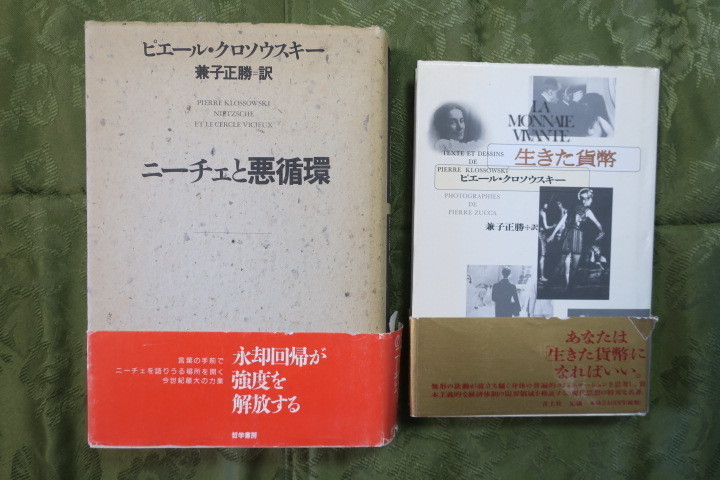 ピエール・クロソウスキー
兼子正勝=訳
PIERRE KLOSSOWSKI
NIETZSCHE
ET LE CERCLE VICIEUX
ニーチェと悪循環
言葉の手前で
ニーチェを語りうる場所を開く
今世紀最大の力業
永却回帰が
強度を
解放する
哲学書房
LA
MONNAIE
VIVANTE
TEXTE ET DESSINS
DE
PIERRE KLOSSOWSKI
生きた貨幣
ピエール・クロソウスキー
PHOTOGRAPHIES
DE
PIERRE ZUCCA
兼子正勝=訳
あなたは
「生きた貨幣」に
なればいい。